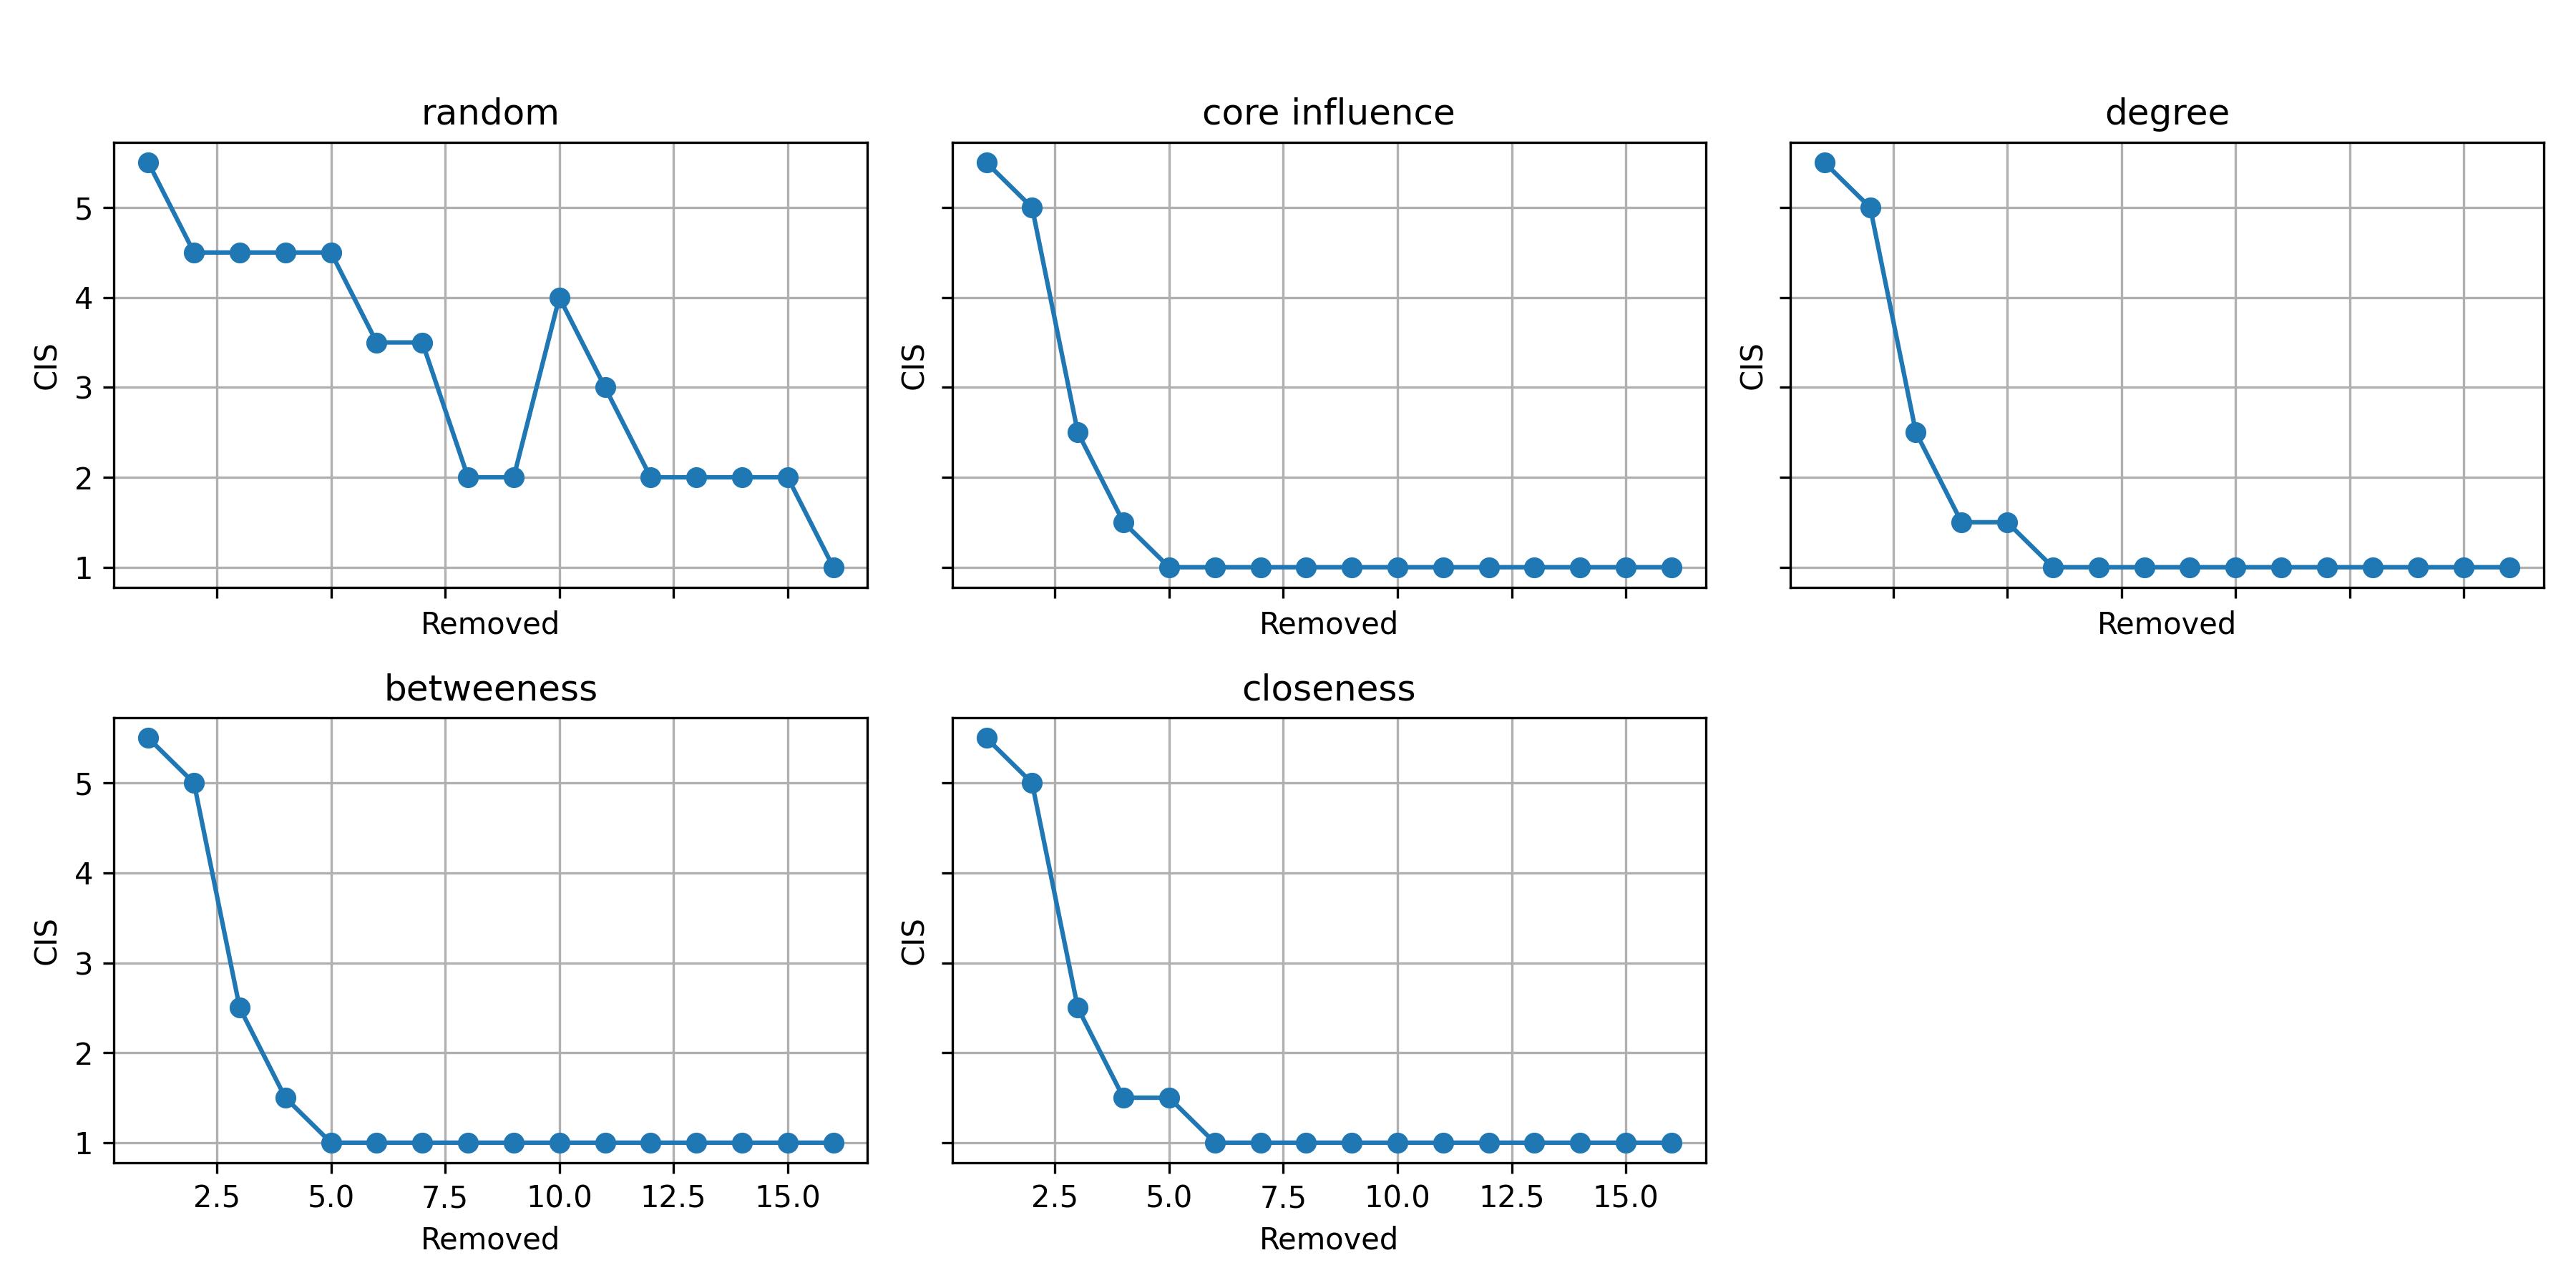 random
core influence
degree
CIS
5
4
3
2
1
Removed
CIS
Removed
CIS
Removed
betweeness
closeness
CIS
5
4
3
2
1
2.5 5.0 7.5 10.0 12.5 15.0
Removed
CIS
2.5 5.0 7.5 10.0 12.5 15.0
Removed